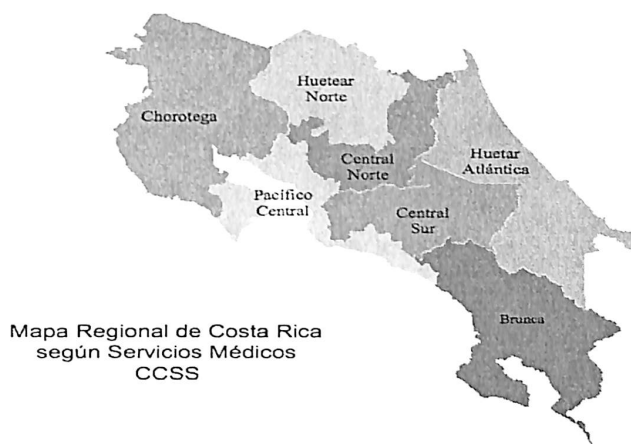 Huetear
Norte
Chorotega
Central
Norte
Huetar
Atlántica
Pacífico
Central
Central
Sur
Brunca
Mapa Regional de Costa Rica
según Servicios Médicos
CCSS